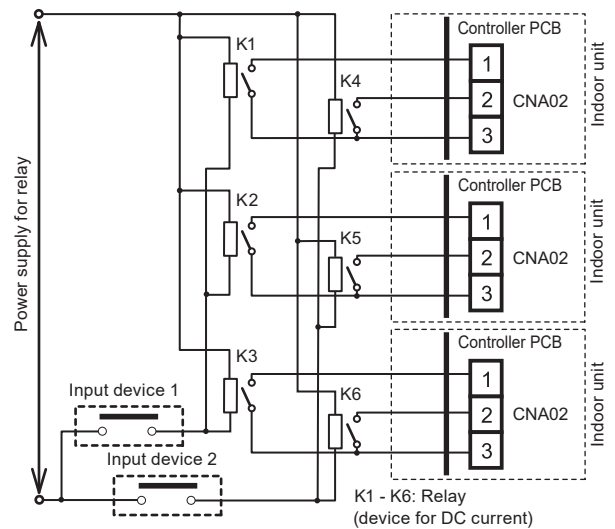 Power supply for relay
K1
K4
Controller PCB
1
2
3
CNA02
Indoor unit
K2
K5
Controller PCB
1
2
3
CNA02
Indoor unit
K3
K6
Controller PCB
1
2
3
CNA02
Indoor unit
Input device 1
Input device 2
K1 - K6: Relay
(device for DC current)